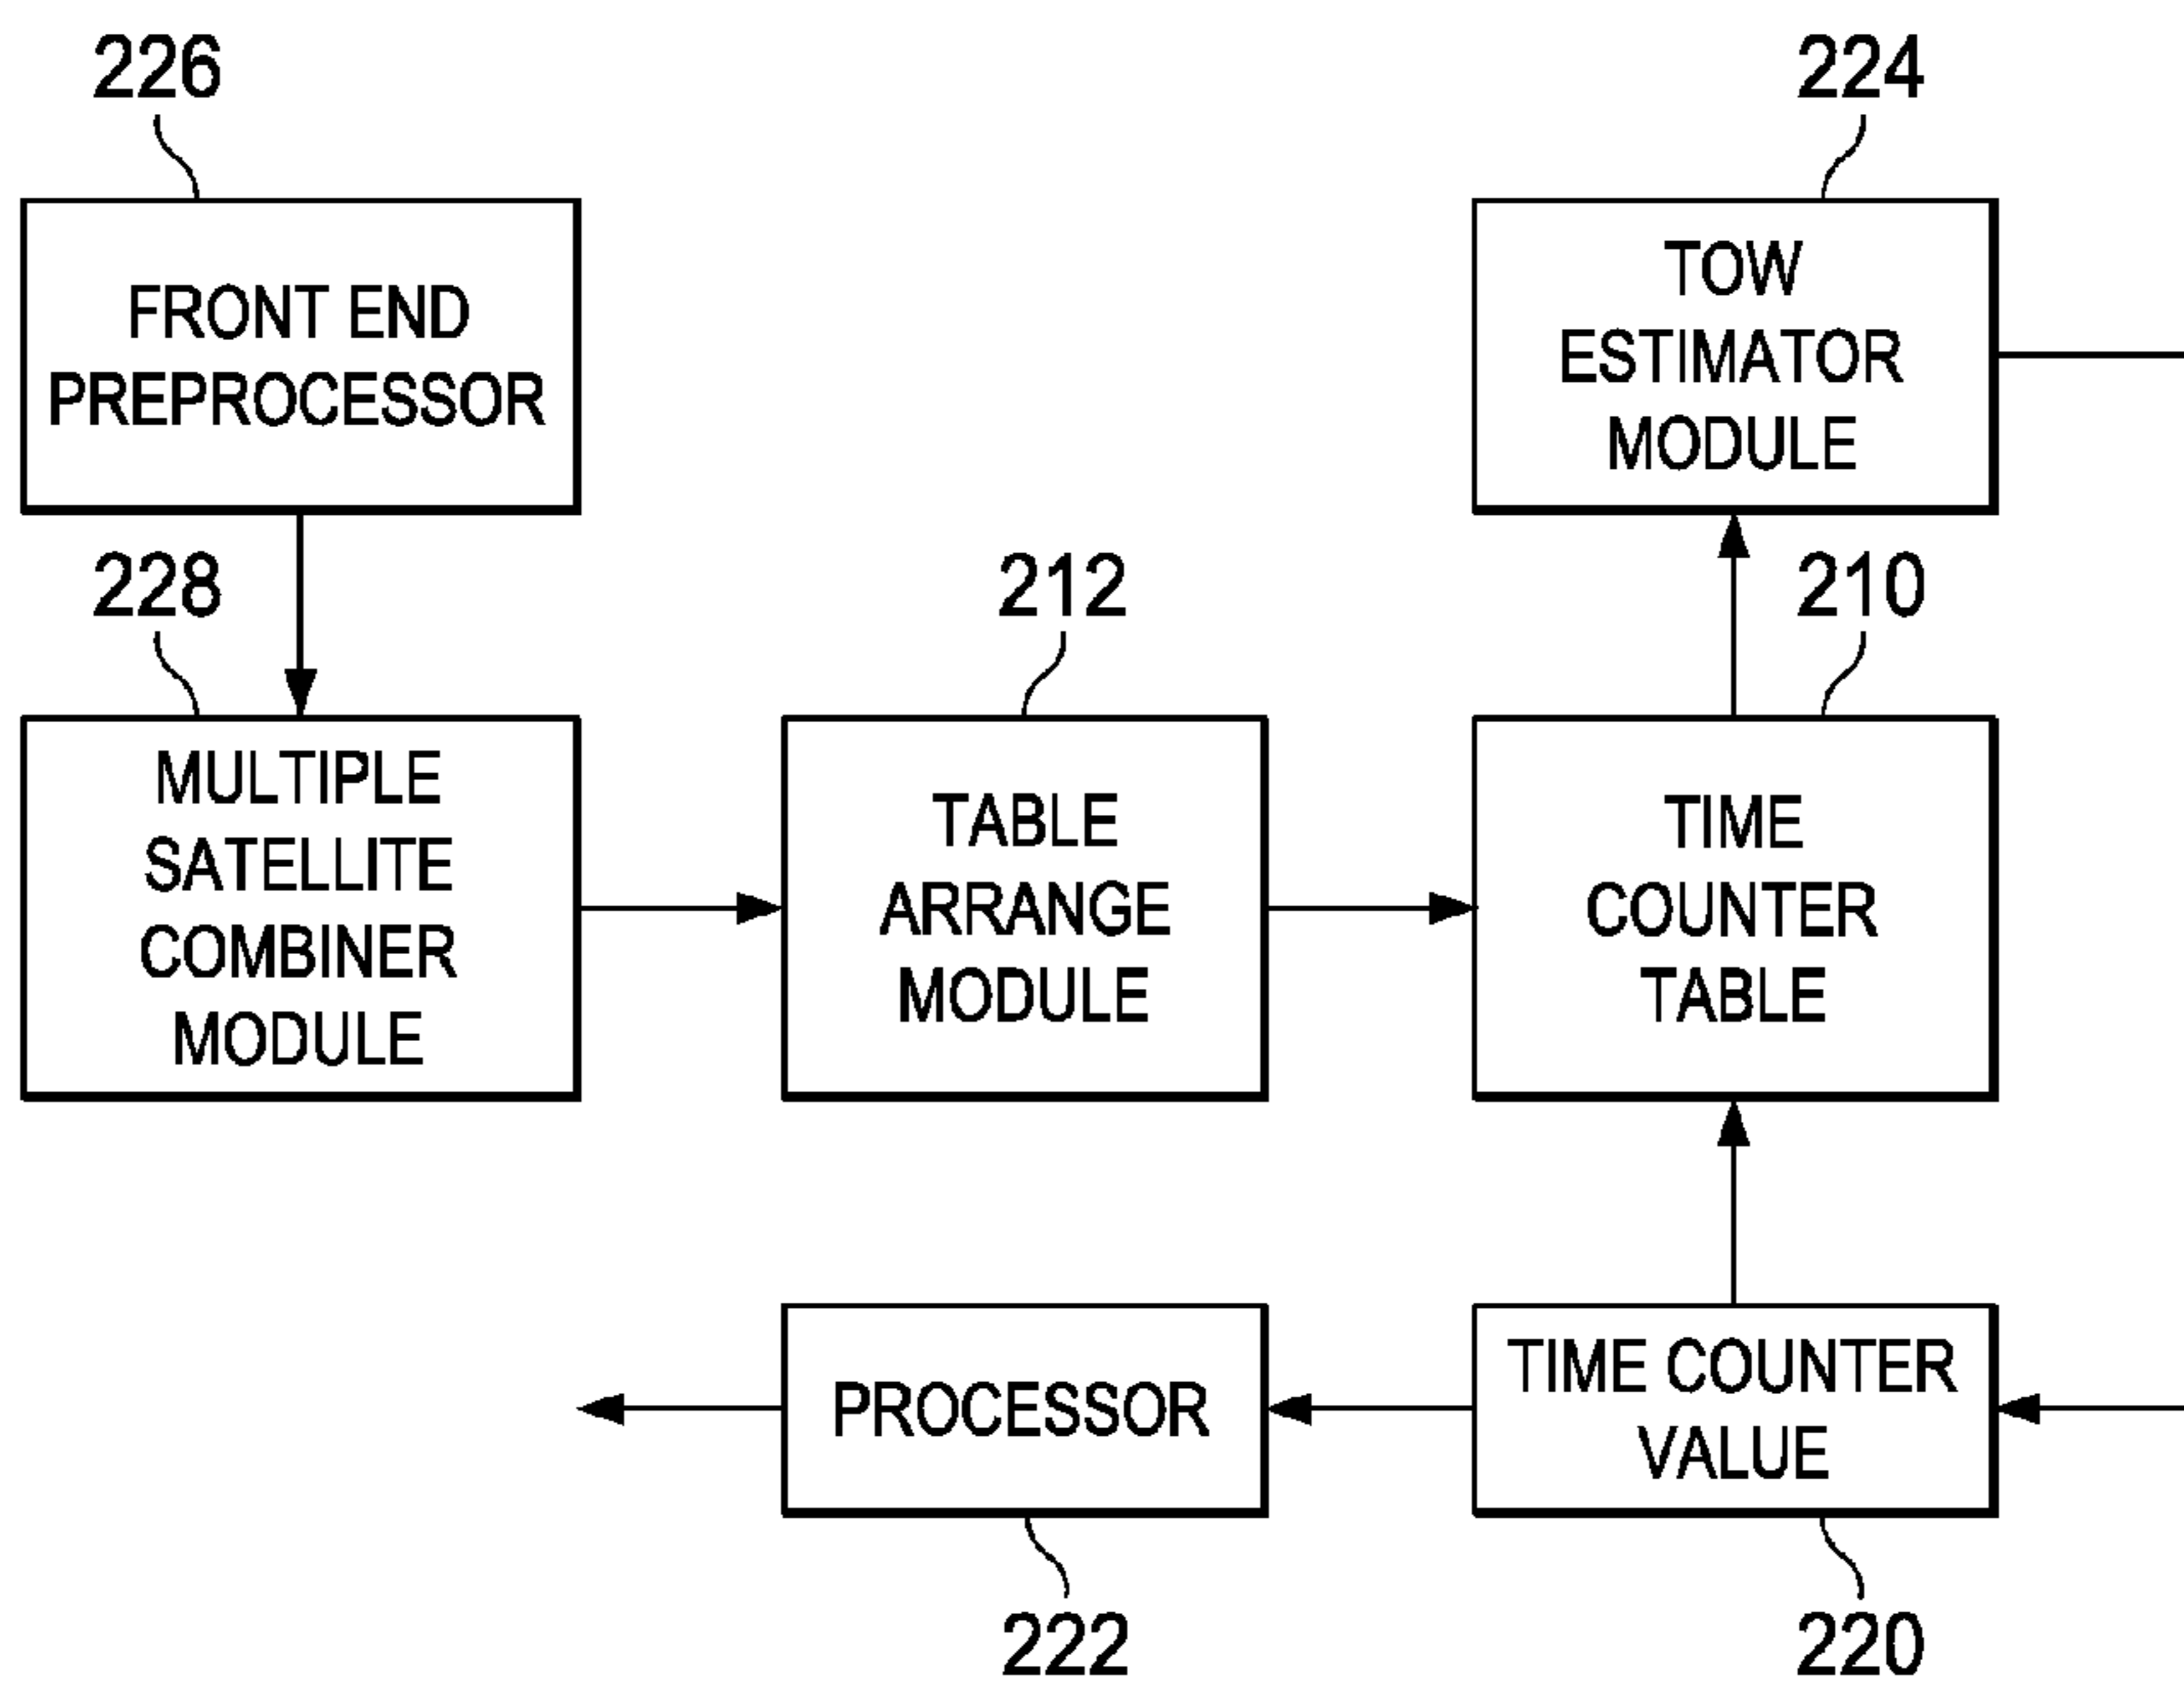 226
224
FRONT END
PREPROCESSOR
TOW
ESTIMATOR
MODULE
228
212
210
MULTIPLE
SATELLITE
COMBINER
MODULE
TABLE
ARRANGE
MODULE
TIME
COUNTER
TABLE
PROCESSOR
TIME COUNTER
VALUE
222
220